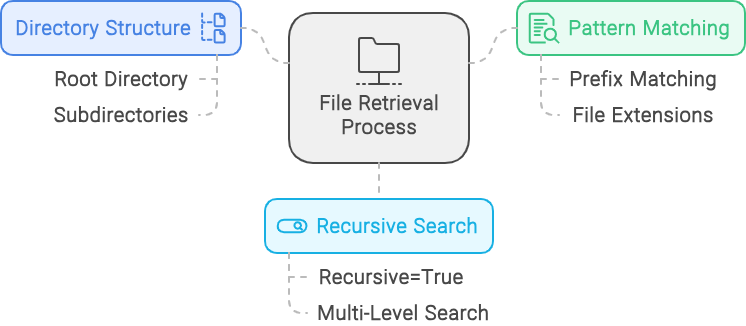 Directory Structure
Root Directory
Subdirectories
File Retrieval
Process
Pattern Matching
Prefix Matching
File Extensions
Recursive Search
Recursive=True
Multi-Level Search